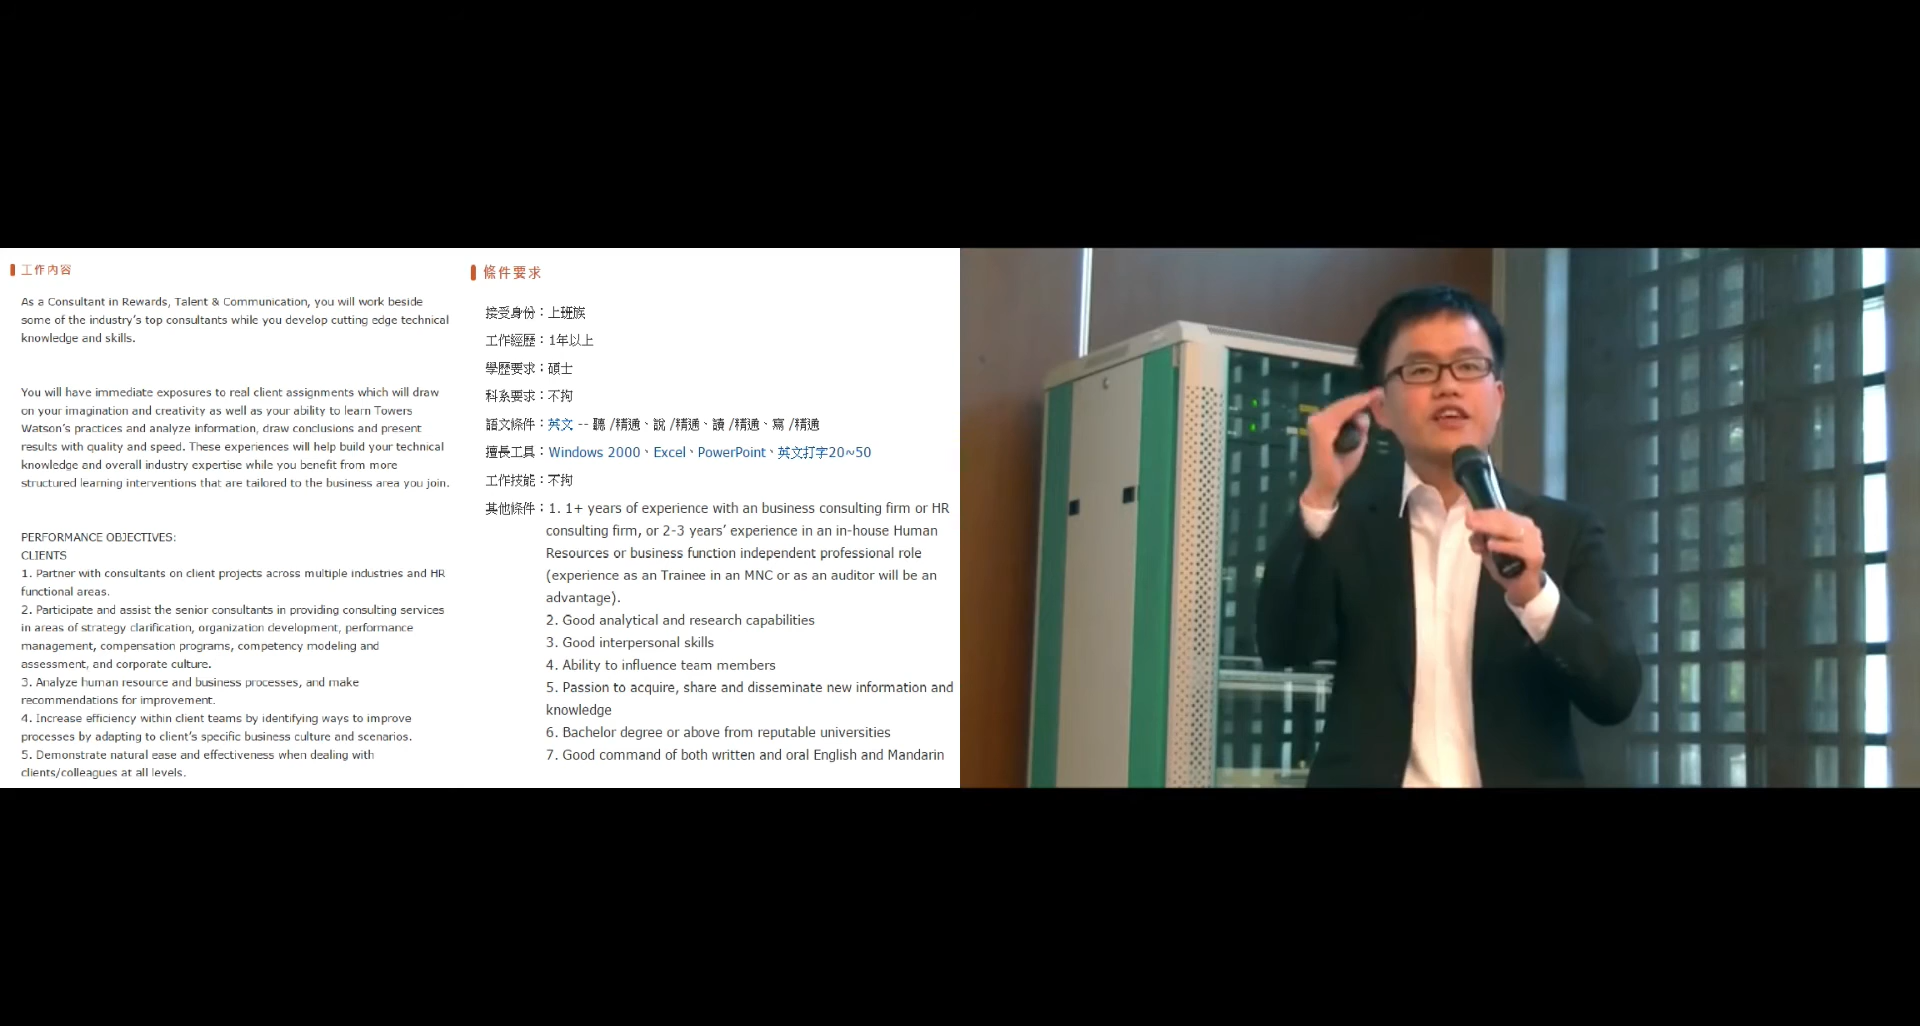 工作內容
As a Consultant in Rewards, Talent & Communication, you will work beside
some of the industry's top consultants while you develop cutting edge technical
knowledge and skills.
You will have immediate exposures to real client assignments which will draw
on your imagination and creativity as well as your ability to learn Towers
Watson's practices and analyze information, draw conclusions and present
results with quality and speed. These experiences will help build your technical
knowledge and overall industry expertise while you benefit from more
structured learning interventions that are tailored to the business area you join.
PERFORMANCE OBJECTIVES:
CLIENTS
1. Partner with consultants on client projects across multiple industries and HR
functional areas.
2. Participate and assist the senior consultants in providing consulting services
in areas of strategy clarification, organization development, performance
management, compensation programs, competency modeling and
assessment, and corporate culture.
3. Analyze human resource and business processes, and make
recommendations for improvement.
4. Increase efficiency within client teams by identifying ways to improve
processes by adapting to client's specific business culture and scenarios.
5. Demonstrate natural ease and effectiveness when dealing with
clients/colleagues at all levels.
條件要求
接受身份：上班族
工作經歷：1年以上
學歷要求：碩士
科系要求：不拘
語文條件：英文 -- 聽 /精通、說 /精通、讀 /精通、寫 /精通
擅長工具：Windows 2000、Excel、PowerPoint、英文打字20~50
工作技能：不拘
其他條件：1. 1+ years of experience with an business consulting firm or HR
consulting firm, or 2-3 years' experience in an in-house Human
Resources or business function independent professional role
(experience as an Trainee in an MNC or as an auditor will be an
advantage).
2. Good analytical and research capabilities
3. Good interpersonal skills
4. Ability to influence team members
5. Passion to acquire, share and disseminate new information and
knowledge
6. Bachelor degree or above from reputable universities
7. Good command of both written and oral English and Mandarin